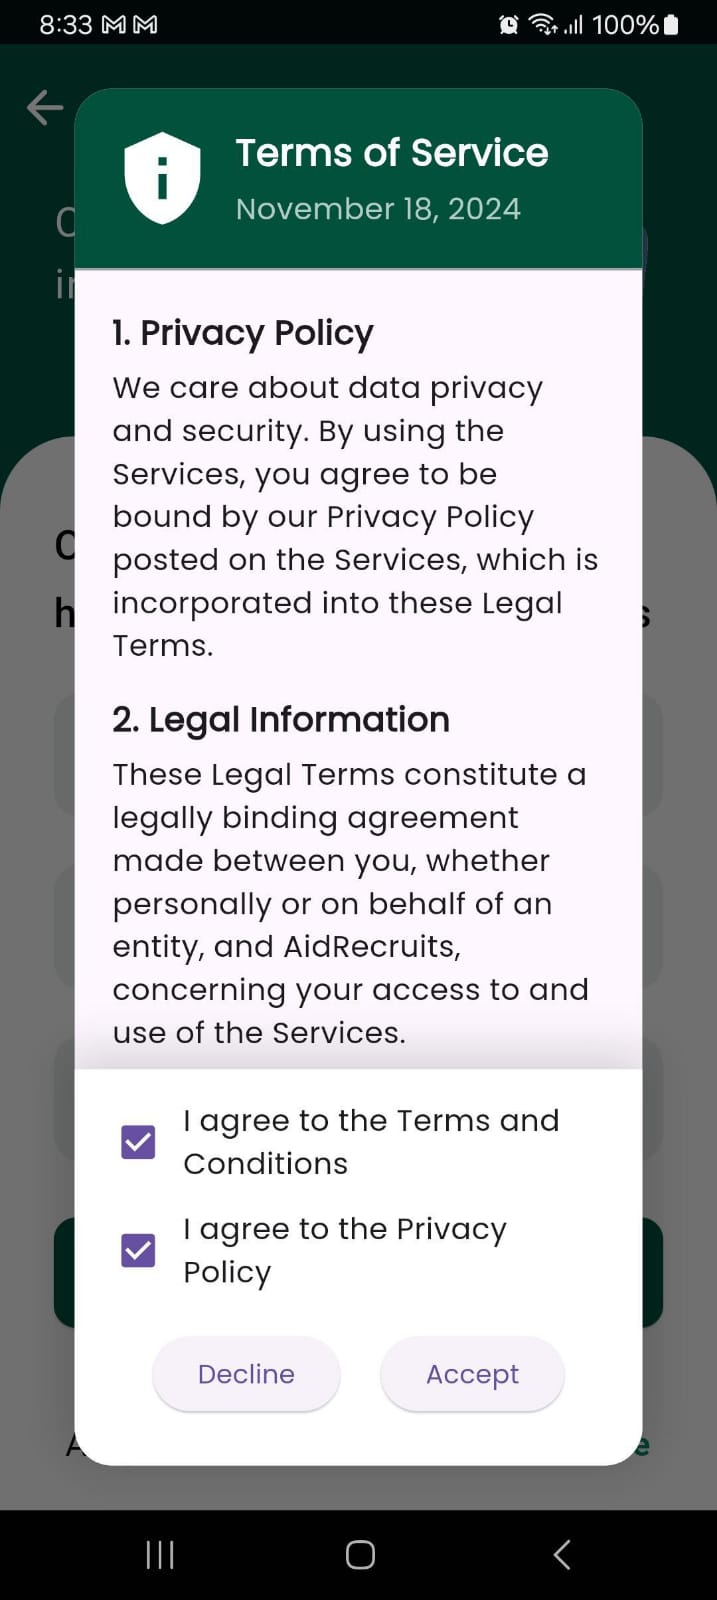 8:33
100%
Terms of Service
November 18, 2024
1. Privacy Policy
We care about data privacy
and security. By using the
Services, you agree to be
bound by our Privacy Policy
posted on the Services, which is
incorporated into these Legal
Terms.
2. Legal Information
These Legal Terms constitute a
legally binding agreement
made between you, whether
personally or on behalf of an
entity, and AidRecruits,
concerning your access to and
use of the Services.
I agree to the Terms and
Conditions
I agree to the Privacy
Policy
Decline
Accept